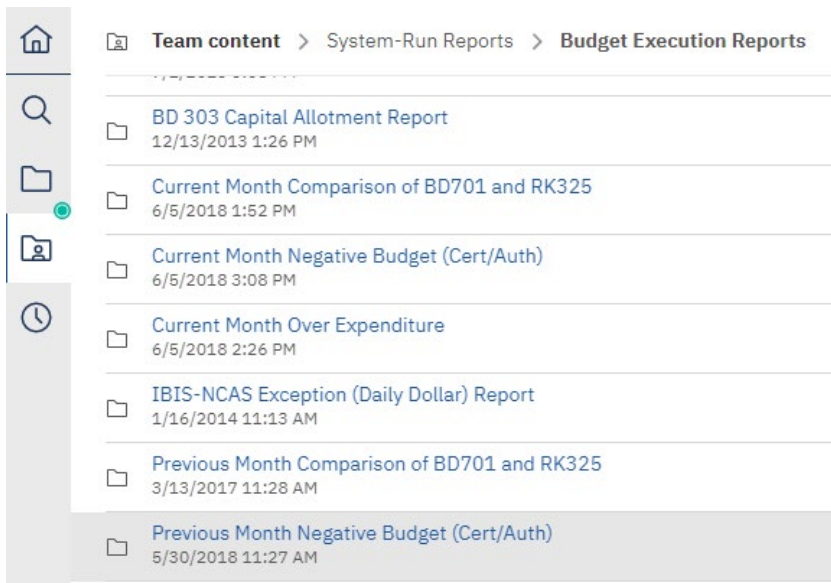 Team content > System-Run Reports > Budget Execution Reports
BD 303 Capital Allotment Report
12/13/2013 1:26 PM
Current Month Comparison of BD701 and RK325
6/5/2018 1:52 PM
Current Month Negative Budget (Cert/Auth)
6/5/2018 3:08 PM
Current Month Over Expenditure
6/5/2018 2:26 PM
IBIS-NCAS Exception (Daily Dollar) Report
1/16/2014 11:13 AM
Previous Month Comparison of BD701 and RK325
3/13/2017 11:28 AM
Previous Month Negative Budget (Cert/Auth)
5/30/2018 11:27 AM